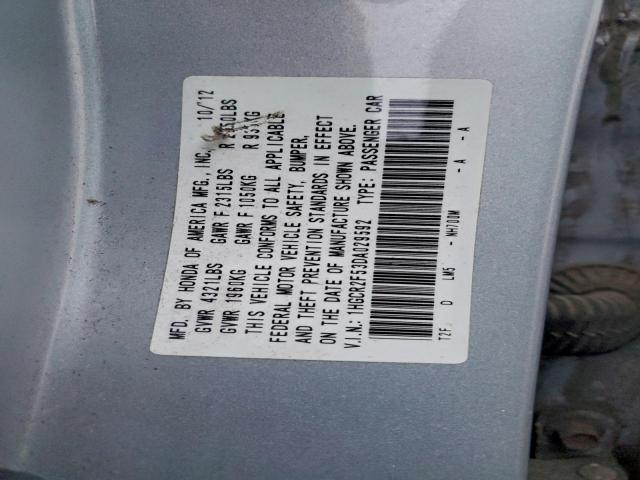 MFD. BY HONDA OF AMERICA MFG., INC. 10/12
GVWR 4321LBS GAWR F 2315LBS R
GVWR 1960KG GAWR F 1050KG R 935KG
THIS VEHICLE CONFORMS TO ALL APPLICABLE
FEDERAL MOTOR VEHICLE SAFETY, BUMPER,
AND THEFT PREVENTION STANDARDS IN EFFECT
ON THE DATE OF MANUFACTURE SHOWN ABOVE.
V.I.N.: 1HGCR2F53DA029592 TYPE: PASSENGER CAR
T2F D LM5 - NH700M - A - A